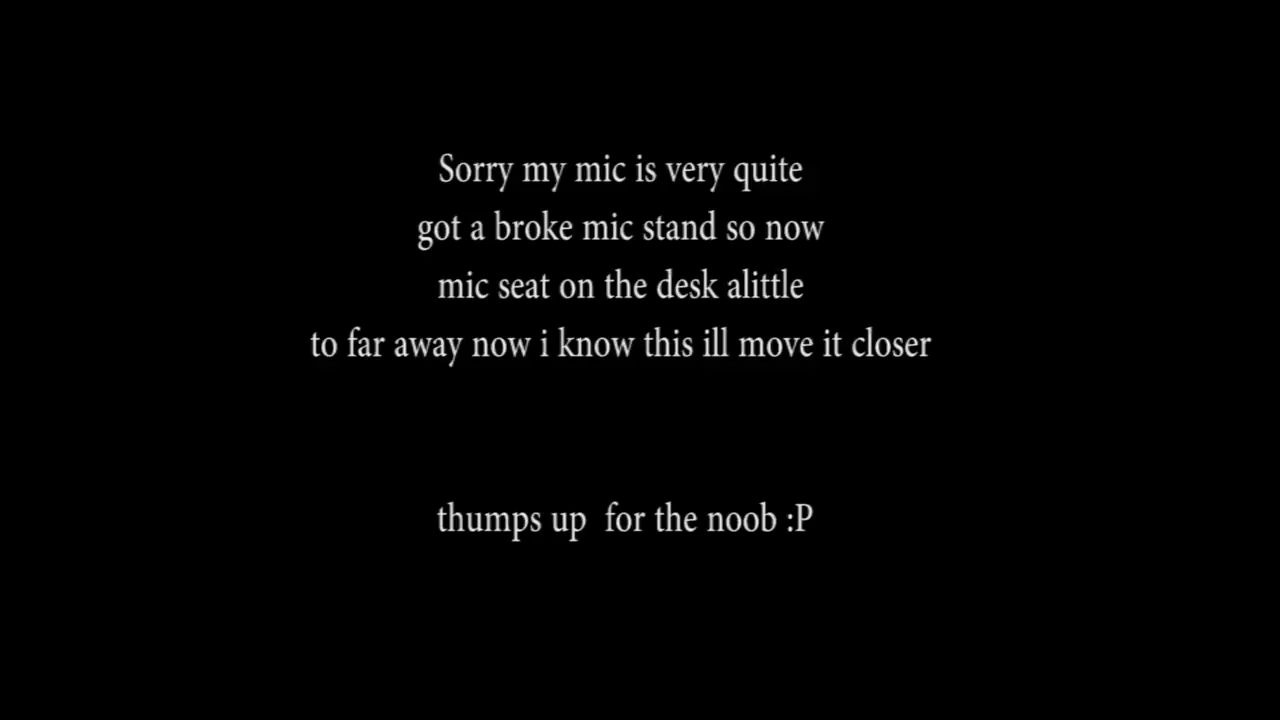 Sorry my mic is very quite
got a broke mic stand so now
mic seat on the desk alittle
to far away now i know this ill move it closer
thumps up  for the noob :P